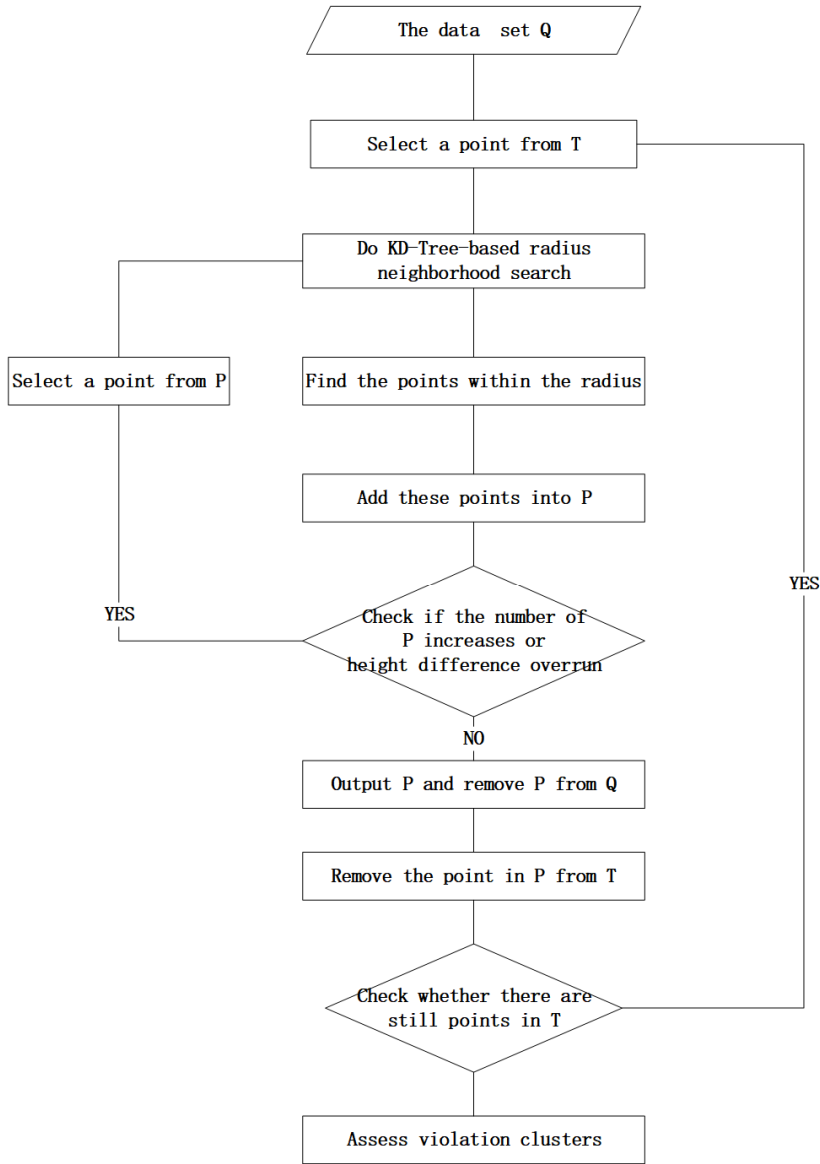 The data set Q
Select a point from T
Do KD-Tree-based radius
neighborhood search
Select a point from P
Find the points within the radius
Add these points into P
YES
YES
Check if the number of
P increases or
height difference overrun
NO
Output P and remove P from Q
Remove the point in P from T
Check whether there are
still points in T
Assess violation clusters